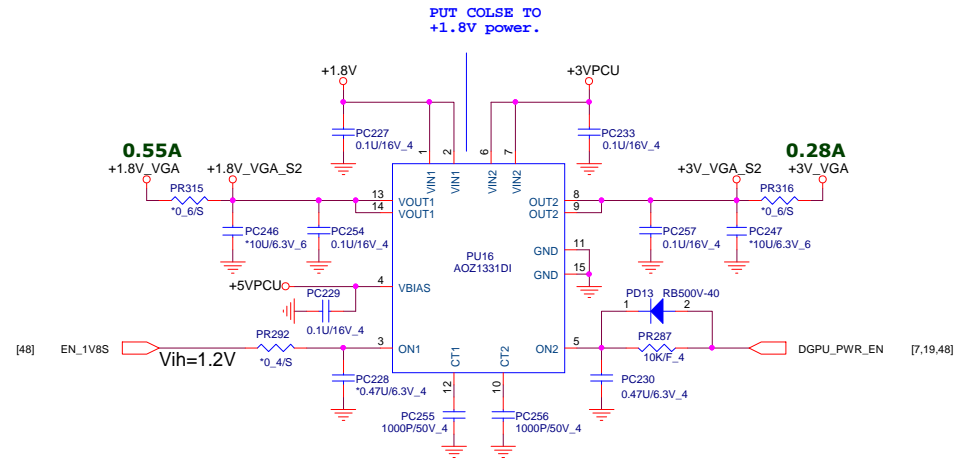 PUT COLSE TO
+1.8V power.
+1.8V
+3VPCU
PC227
0.1U/16V_4
PC233
0.1U/16V_4
1
2
6
7
VIN1
VIN1
VIN2
VIN2
0.55A
+1.8V_VGA
+1.8V_VGA_S2
PR315
*0_6/S
PC246
*10U/6.3V_6
PC254
0.1U/16V_4
13
14
VOUT1
VOUT1
0.28A
+3V_VGA_S2
+3V_VGA
PR316
*0_6/S
OUT2
OUT2
8
9
PC257
0.1U/16V_4
PC247
*10U/6.3V_6
PU16
AOZ1331DI
GND
GND
11
15
+5VPCU
4
VBIAS
PC229
0.1U/16V_4
PD13
RB500V-40
1
2
[48]
EN_1V8S
Vih=1.2V
PR292
*0_4/S
3
ON1
ON2
5
PR287
10K/F_4
DGPU_PWR_EN
[7,19,48]
PC228
*0.47U/6.3V_4
CT1
CT2
12
10
PC230
0.47U/6.3V_4
PC255
1000P/50V_4
PC256
1000P/50V_4